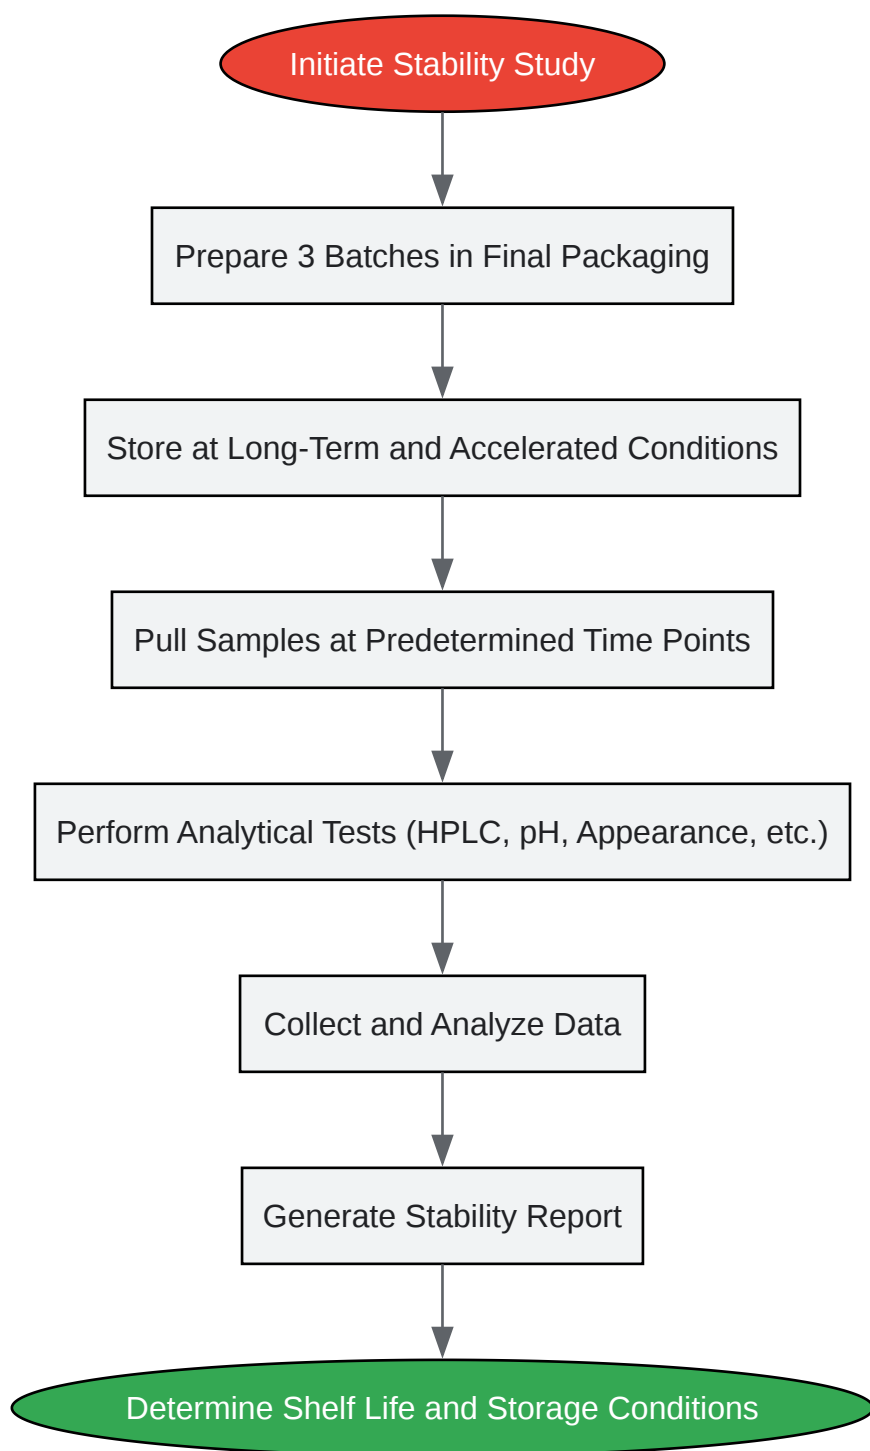 Initiate Stability Study
Prepare 3 Batches in Final Packaging
Store at Long-Term and Accelerated Conditions
Pull Samples at Predetermined Time Points
Perform Analytical Tests (HPLC, pH, Appearance, etc.)
Collect and Analyze Data
Generate Stability Report
Determine Shelf Life and Storage Conditions